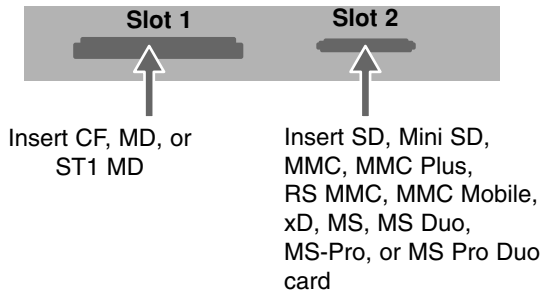 Slot 1
Slot 2
Insert CF, MD, or
ST1 MD
Insert SD, Mini SD,
MMC, MMC Plus,
RS MMC, MMC Mobile,
xD, MS, MS Duo,
MS-Pro, or MS Pro Duo
card